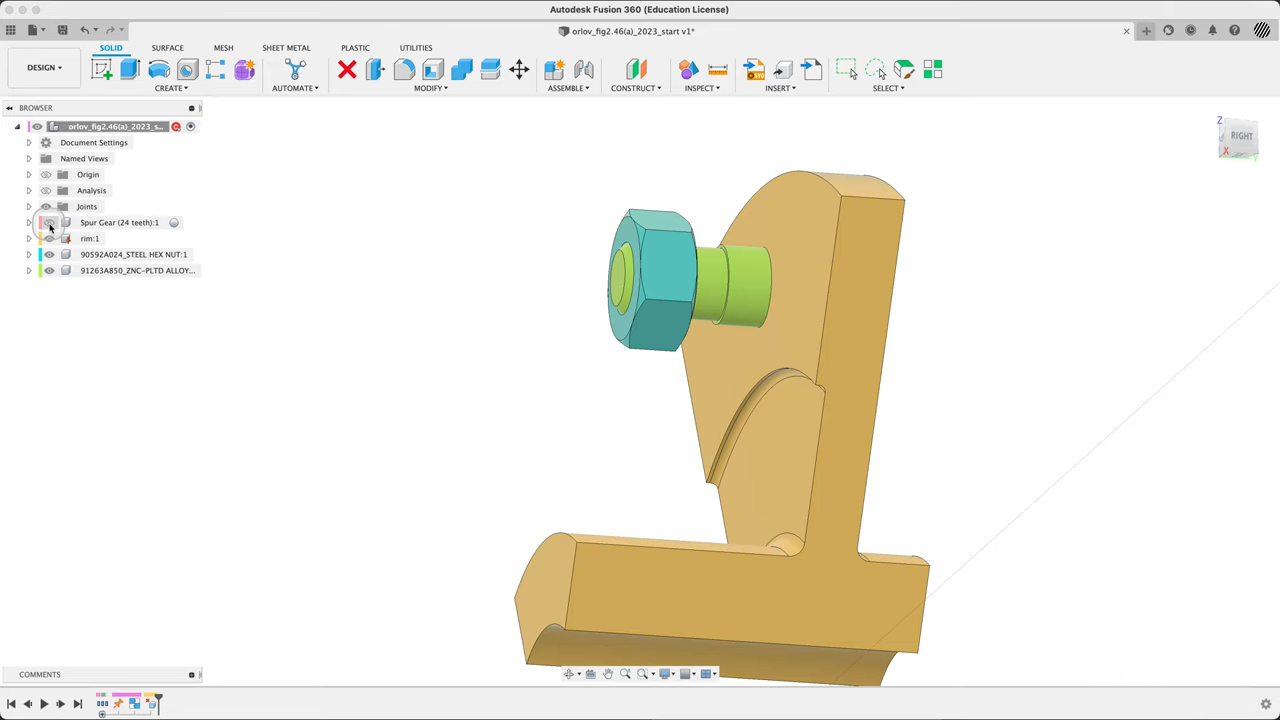 Autodesk Fusion 360 (Education License)
orlov_fig2.46(a)_2023_start v1*
DESIGN
SOLID SURFACE MESH SHEET METAL PLASTIC UTILITIES
CREATE AUTOMATE MODIFY ASSEMBLE CONSTRUCT INSPECT INSERT SELECT
BROWSER
orlov_fig2.46(a)_2023_s...
Document Settings
Named Views
Origin
Analysis
Joints
Spur Gear (24 teeth):1
rim:1
90592A024_STEEL HEX NUT:1
91263A850_ZNC-PLTD ALLOY...
Z
RIGHT
X
Y
COMMENTS